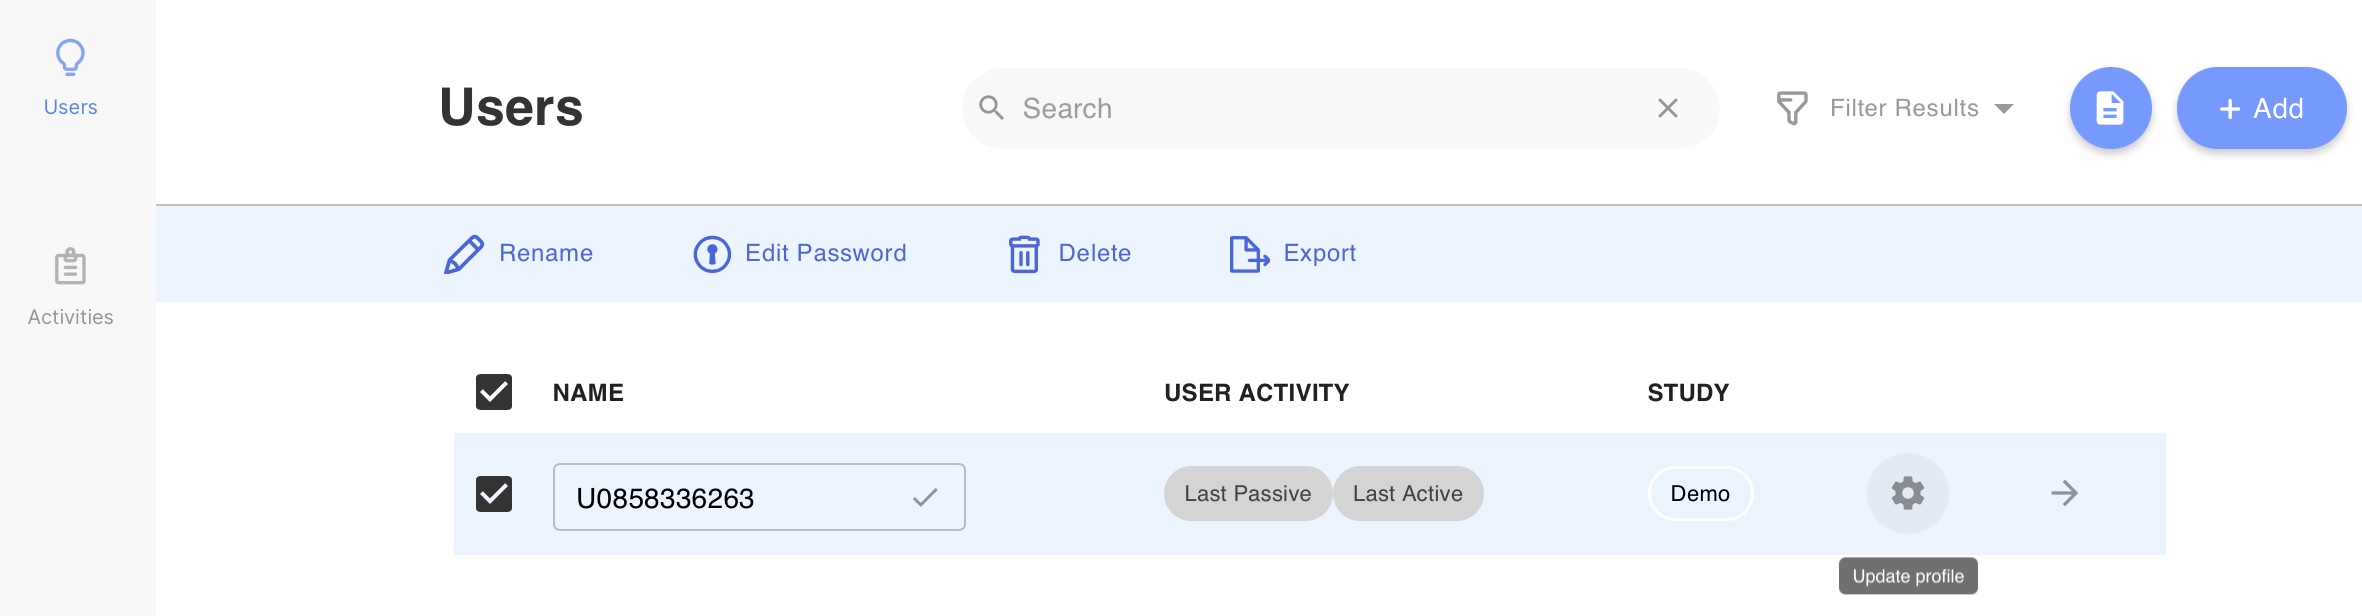 Users
Activities
Users
Search
Filter Results
+ Add
Rename
Edit Password
Delete
Export
NAME
USER ACTIVITY
STUDY
U0858336263
Last Passive
Last Active
Demo
Update profile